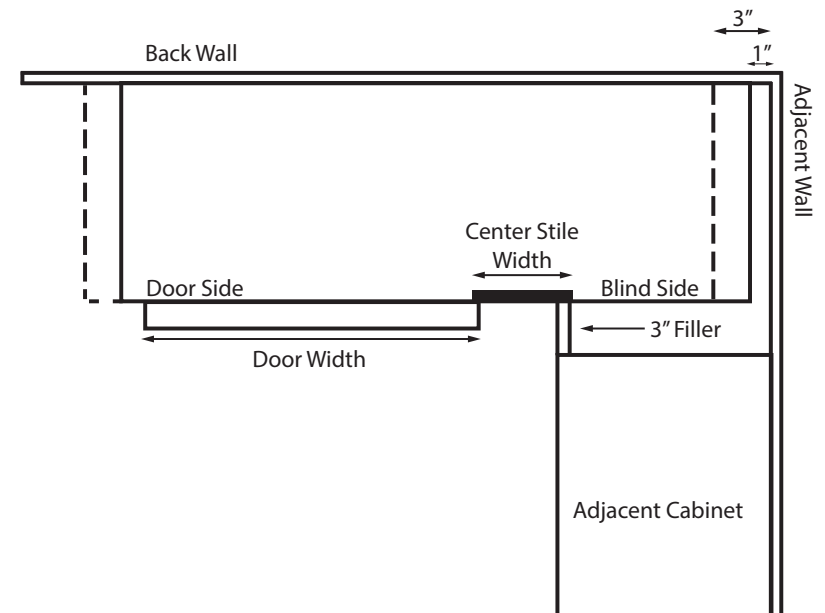 3”
Back Wall
1”
Adjacent Wall
Center Stile
Width
Door Side
Blind Side
3” Filler
Door Width
Adjacent Cabinet